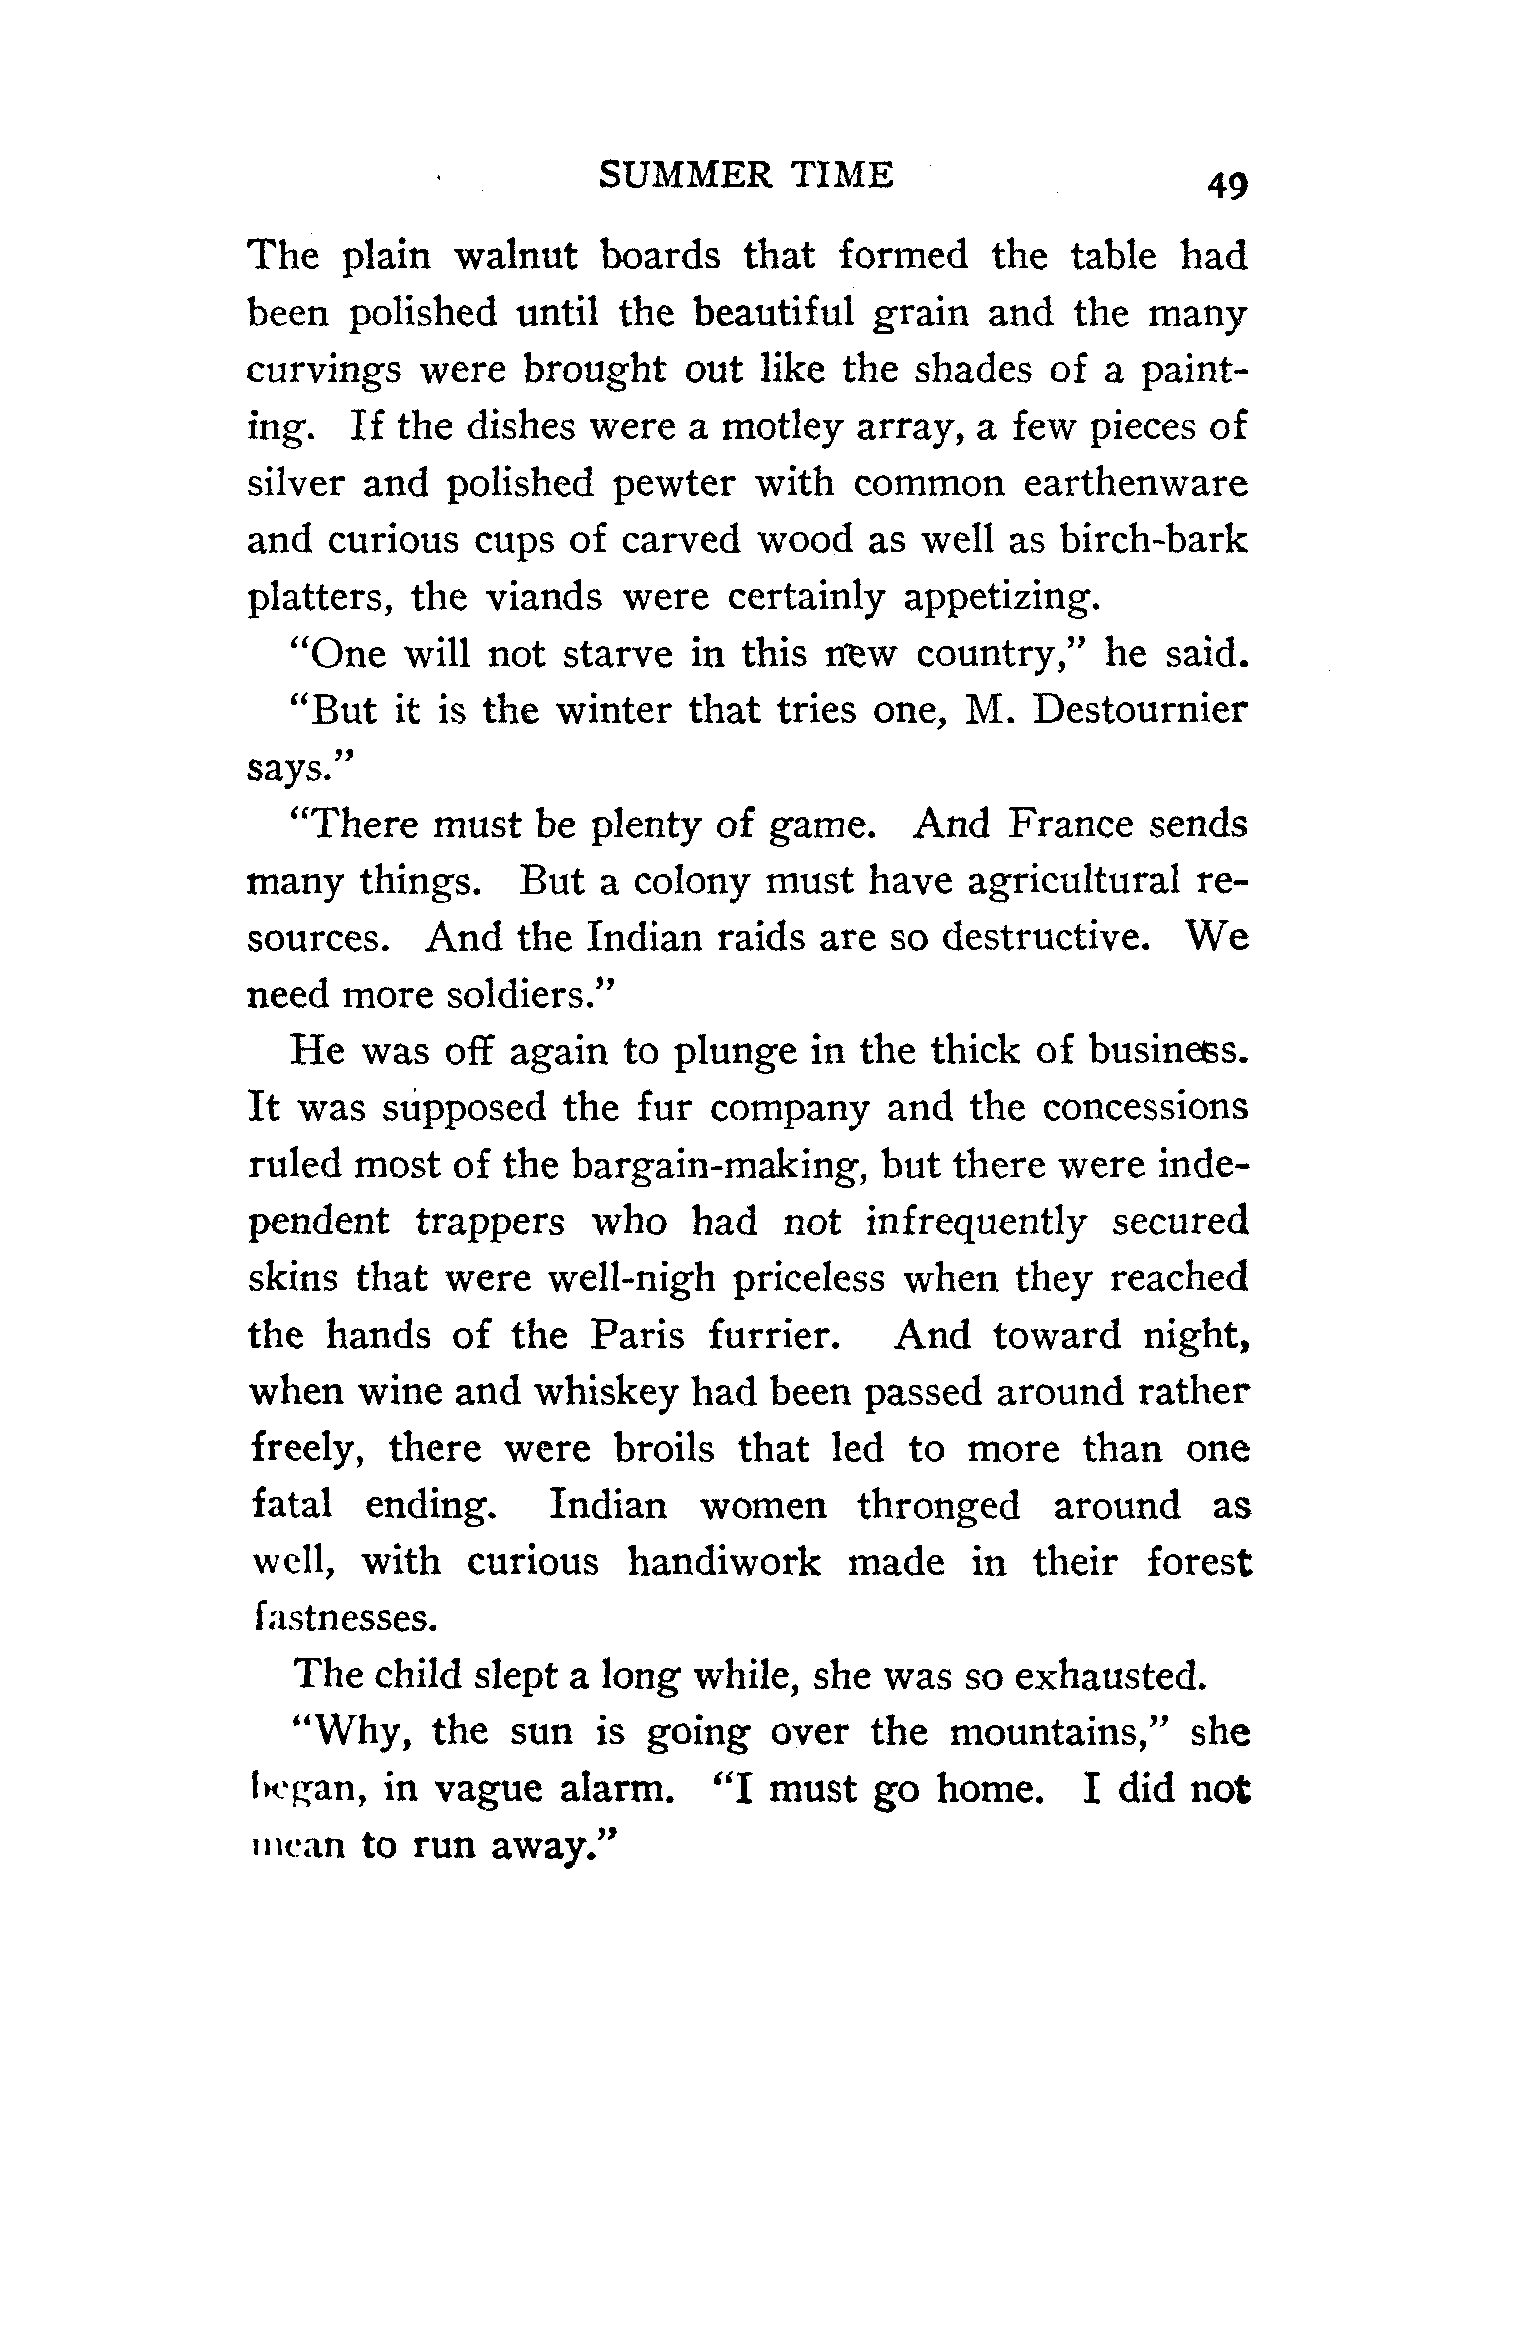 SUMMER TIME 49
The plain walnut boards that formed the table had
been polished until the beautiful grain and the many
curvings were brought out like the shades of a paint-
ing. If the dishes were a motley array, a few pieces of
silver and polished pewter with common earthenware
and curious cups of carved wood as well as birch-bark
platters, the viands were certainly appetizing.
“One will not starve in this new country,” he said.
“But it is the winter that tries one, M. Destournier
says.”
“There must be plenty of game. And France sends
many things. But a colony must have agricultural re-
sources. And the Indian raids are so destructive. We
need more soldiers.”
He was off again to plunge in the thick of business.
It was supposed the fur company and the concessions
ruled most of the bargain-making, but there were inde-
pendent trappers who had not infrequently secured
skins that were well-nigh priceless when they reached
the hands of the Paris furrier. And toward night,
when wine and whiskey had been passed around rather
freely, there were broils that led to more than one
fatal ending. Indian women thronged around as
well, with curious handiwork made in their forest
fastnesses.
The child slept a long while, she was so exhausted.
“Why, the sun is going over the mountains,” she
began, in vague alarm. “I must go home. I did not
mean to run away.”